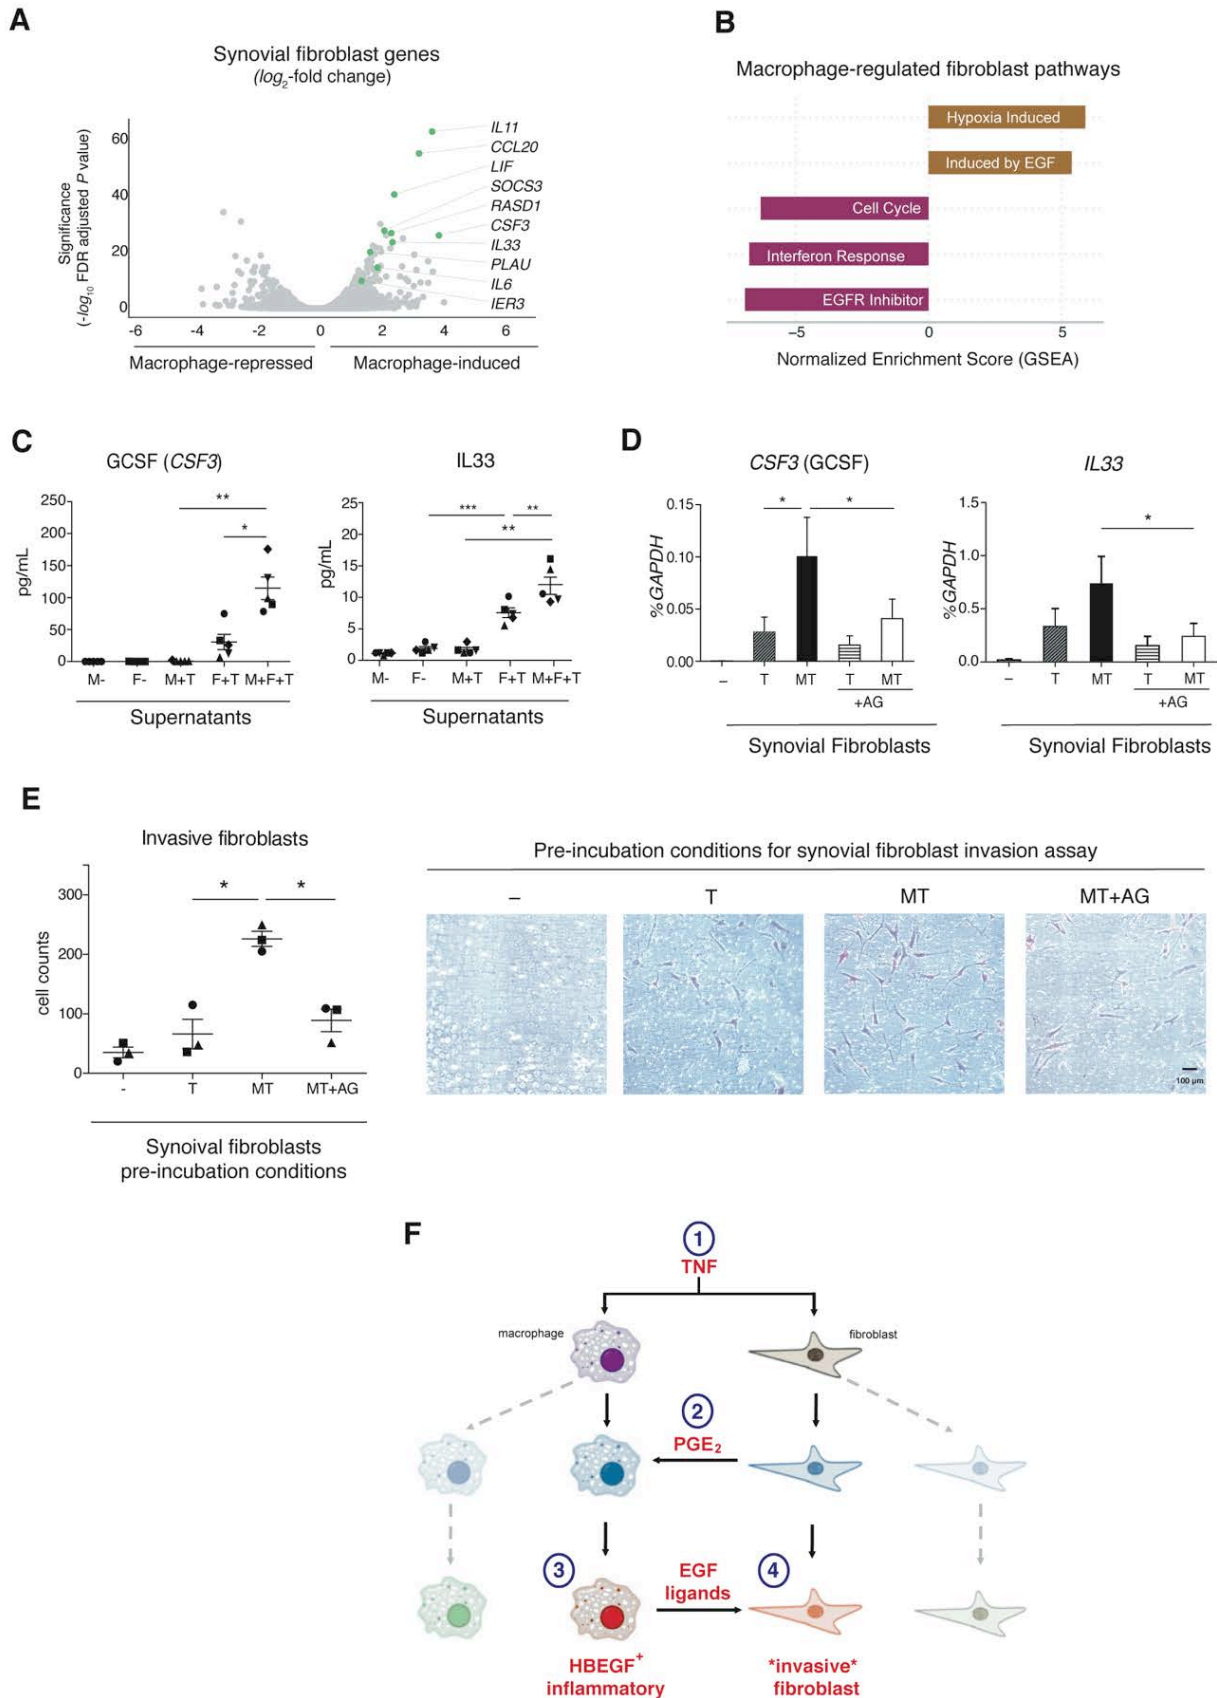 A
Synovial fibroblast genes
(log2-fold change)
Significance
(-log10 FDR adjusted P value)
60
40
20
0
IL11
CCL20
LIF
SOCS3
RASD1
CSF3
IL33
PLAU
IL6
IER3
-6 -4 -2 0 2 4 6
Macrophage-repressed Macrophage-induced
B
Macrophage-regulated fibroblast pathways
Hypoxia Induced
Induced by EGF
Cell Cycle
Interferon Response
EGFR Inhibitor
−5 0 5
Normalized Enrichment Score (GSEA)
C
GCSF (CSF3)
pg/mL
250
200
150
100
50
0
** 
*
M- F- M+T F+T M+F+T
Supernatants
IL33
pg/mL
25
20
15
10
5
0
*** **
**
M- F- M+T F+T M+F+T
Supernatants
D
CSF3 (GCSF)
%GAPDH
0.15
0.10
0.05
0.00
* *
– T MT T MT
+AG
Synovial Fibroblasts
IL33
%GAPDH
1.5
1.0
0.5
0.0
*
– T MT T MT
+AG
Synovial Fibroblasts
E
Invasive fibroblasts
cell counts
300
200
100
0
* *
- T MT MT+AG
Synoival fibroblasts
pre-incubation conditions
Pre-incubation conditions for synovial fibroblast invasion assay
– T MT MT+AG
100 µm
F
1
TNF
macrophage fibroblast
2
PGE2
3 EGF 4
ligands
HBEGF+ *invasive*
inflammatory fibroblast